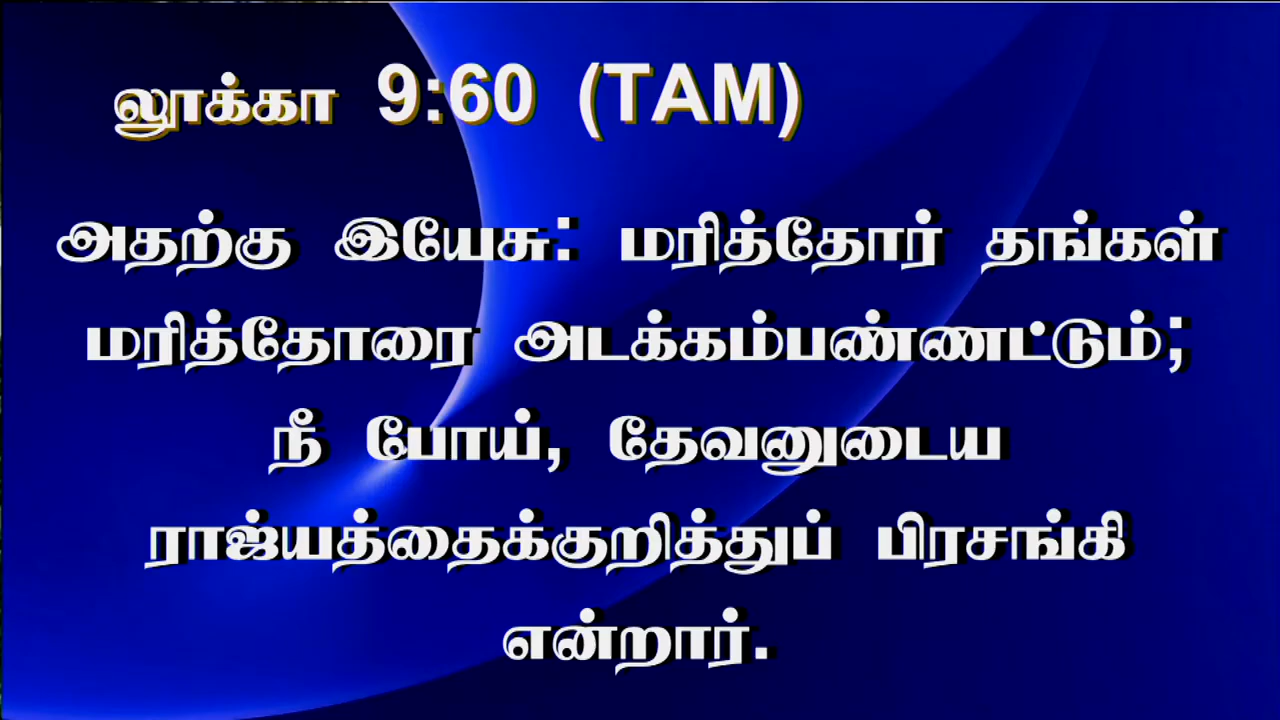 லூக்கா 9:60 (TAM)
அதற்கு இயேசு: மரித்தோர் தங்கள்
மரித்தோரை அடக்கம்பண்ணட்டும்;
நீ போய், தேவனுடைய
ராஜ்யத்தைக்குறித்துப் பிரசங்கி
என்றார்.